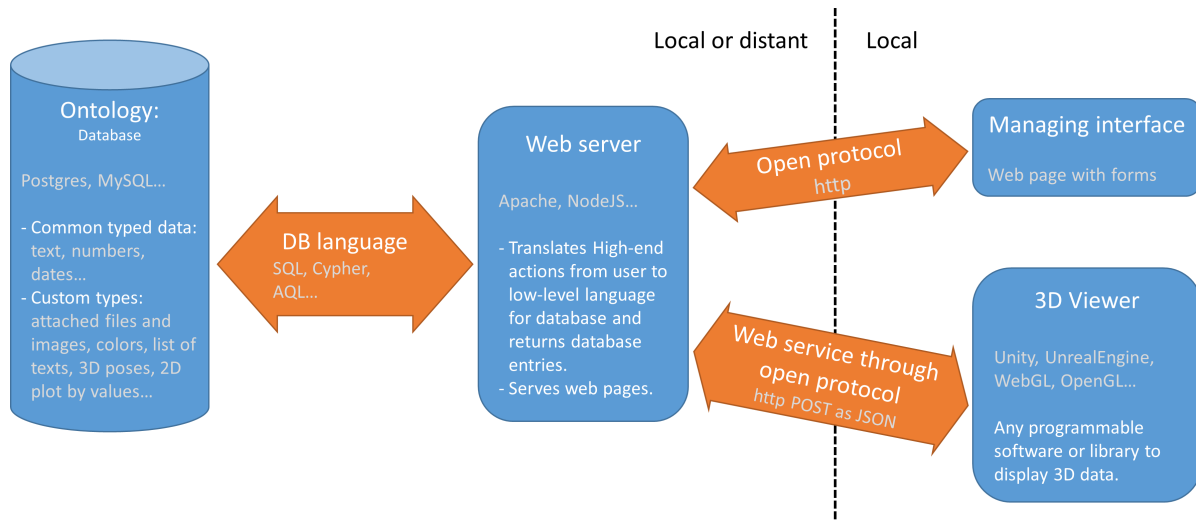 Local or distant
Local
Ontology:
Database
Postgres, MySQL...
- Common typed data:
text, numbers,
dates...
- Custom types:
attached files and
images, colors, list of
texts, 3D poses, 2D
plot by values...
DB language
SQL, Cypher,
AQL...
Web server
Apache, NodeJS...
- Translates High-end
actions from user to
low-level language
for database and
returns database
entries.
- Serves web pages.
Open protocol
http
Managing interface
Web page with forms
Web service through
open protocol
http POST as JSON
3D Viewer
Unity, UnrealEngine,
WebGL, OpenGL...
Any programmable
software or library to
display 3D data.